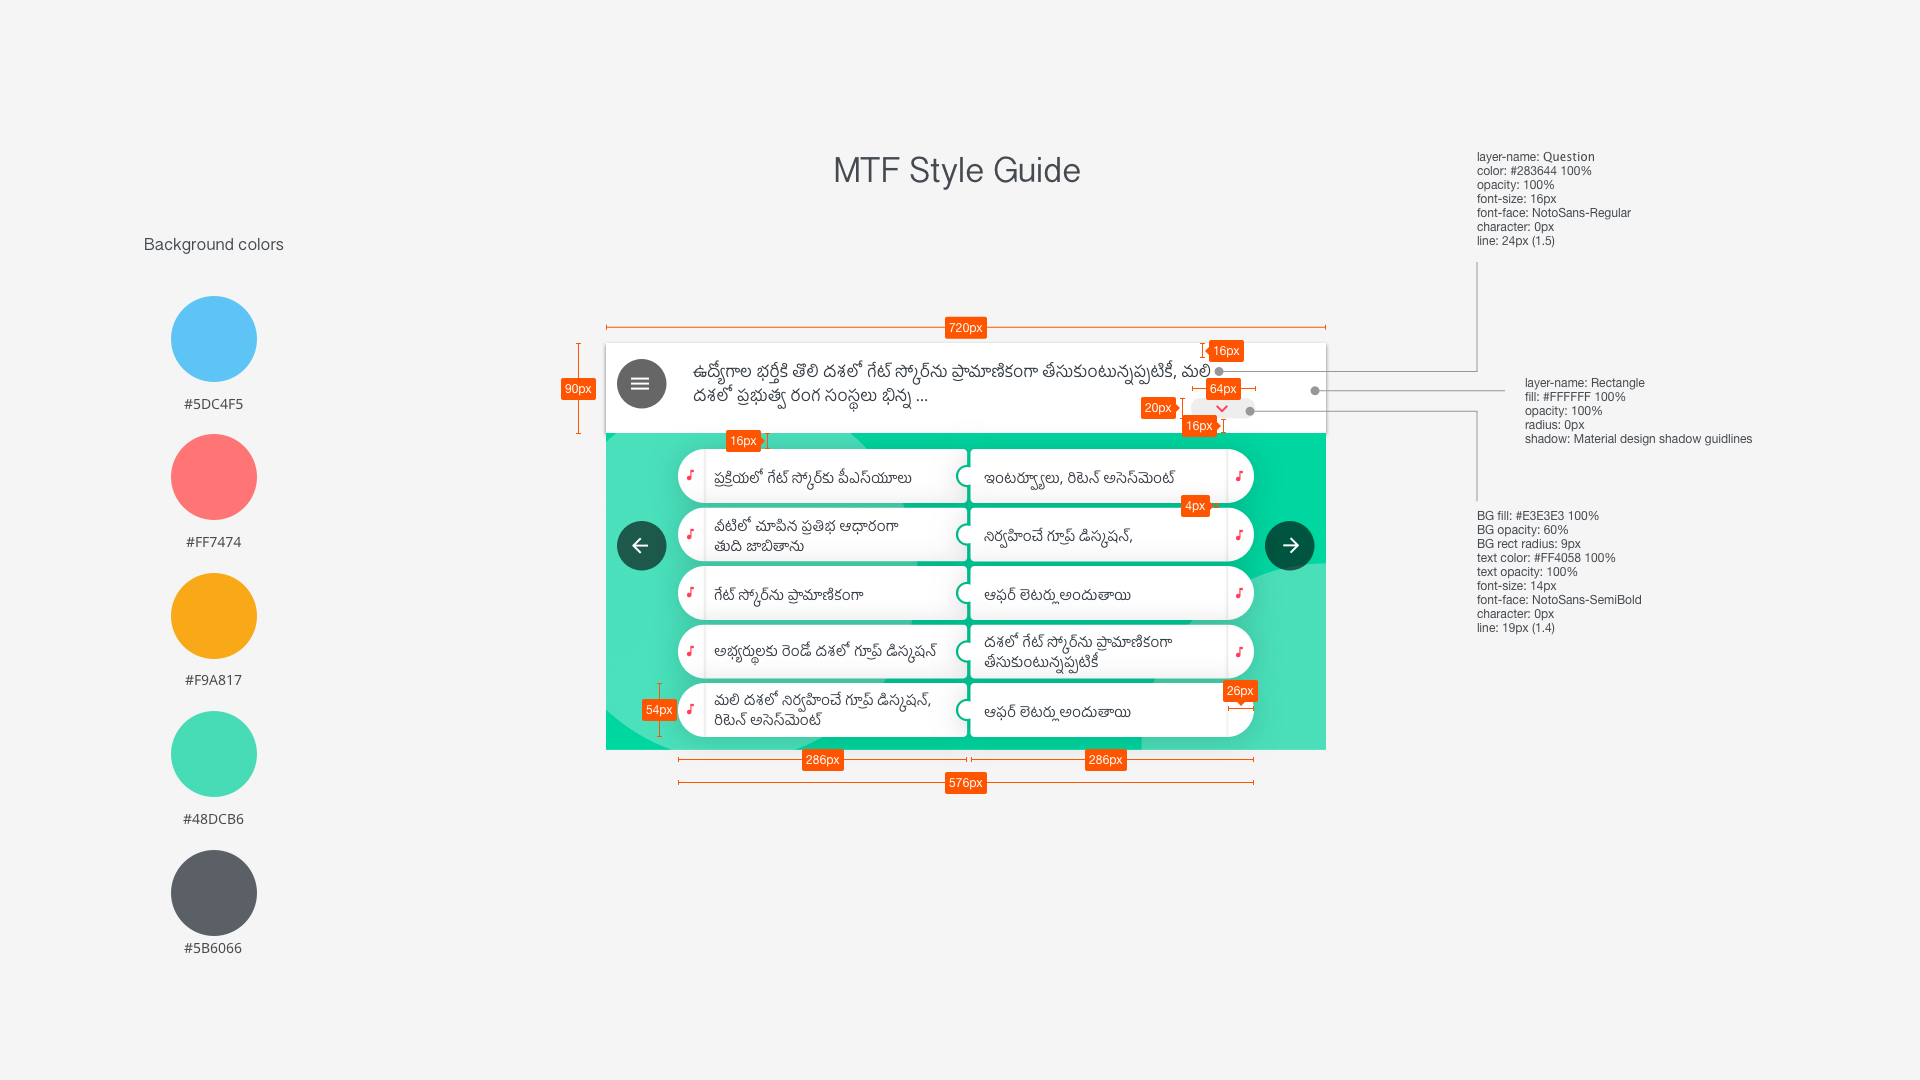 MTF Style Guide
Background colors
#5DC4F5
#FF7474
#F9A817
#48DCB6
#5B6066
720px
90px
16px
ఉద్యోగాల భర్తీకి తొలి దశలో గేట్ స్కోర్‌ను ప్రామాణికంగా తీసుకుంటున్నప్పటికీ, మలి
దశలో ప్రభుత్వ రంగ సంస్థలు భిన్న ...
64px
20px
16px
16px
ప్రక్రియలో గేట్ స్కోర్‌కు పీఎస్‌యూలు
ఇంటర్వ్యూలు, రిటెన్ అసెస్‌మెంట్
4px
వీటిలో చూపిన ప్రతిభ ఆధారంగా
తుది జాబితాను
నిర్వహించే గ్రూప్ డిస్కషన్,
గేట్ స్కోర్‌ను ప్రామాణికంగా
ఆఫర్ లెటర్లు అందుతాయి
అభ్యర్థులకు రెండో దశలో గ్రూప్ డిస్కషన్
దశలో గేట్ స్కోర్‌ను ప్రామాణికంగా
తీసుకుంటున్నప్పటికీ
26px
54px
మలి దశలో నిర్వహించే గ్రూప్ డిస్కషన్,
రిటెన్ అసెస్‌మెంట్
ఆఫర్ లెటర్లు అందుతాయి
286px
286px
576px
layer-name: Question
color: #283644 100%
opacity: 100%
font-size: 16px
font-face: NotoSans-Regular
character: 0px
line: 24px (1.5)
layer-name: Rectangle
fill: #FFFFFF 100%
opacity: 100%
radius: 0px
shadow: Material design shadow guidlines
BG fill: #E3E3E3 100%
BG opacity: 60%
BG rect radius: 9px
text color: #FF4058 100%
text opacity: 100%
font-size: 14px
font-face: NotoSans-SemiBold
character: 0px
line: 19px (1.4)